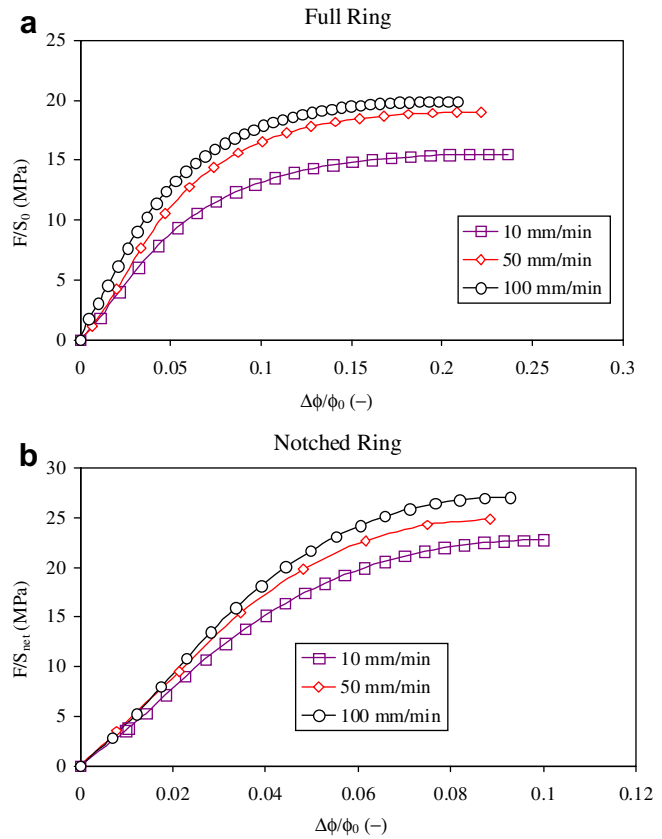 a
Full Ring
25
20
15
10
5
0
F/S0 (MPa)
10 mm/min
50 mm/min
100 mm/min
0 0.05 0.1 0.15 0.2 0.25 0.3
Δϕ/ϕ0 (−)
b
Notched Ring
30
25
20
15
10
5
0
F/Snet (MPa)
10 mm/min
50 mm/min
100 mm/min
0 0.02 0.04 0.06 0.08 0.1 0.12
Δϕ/ϕ0 (−)